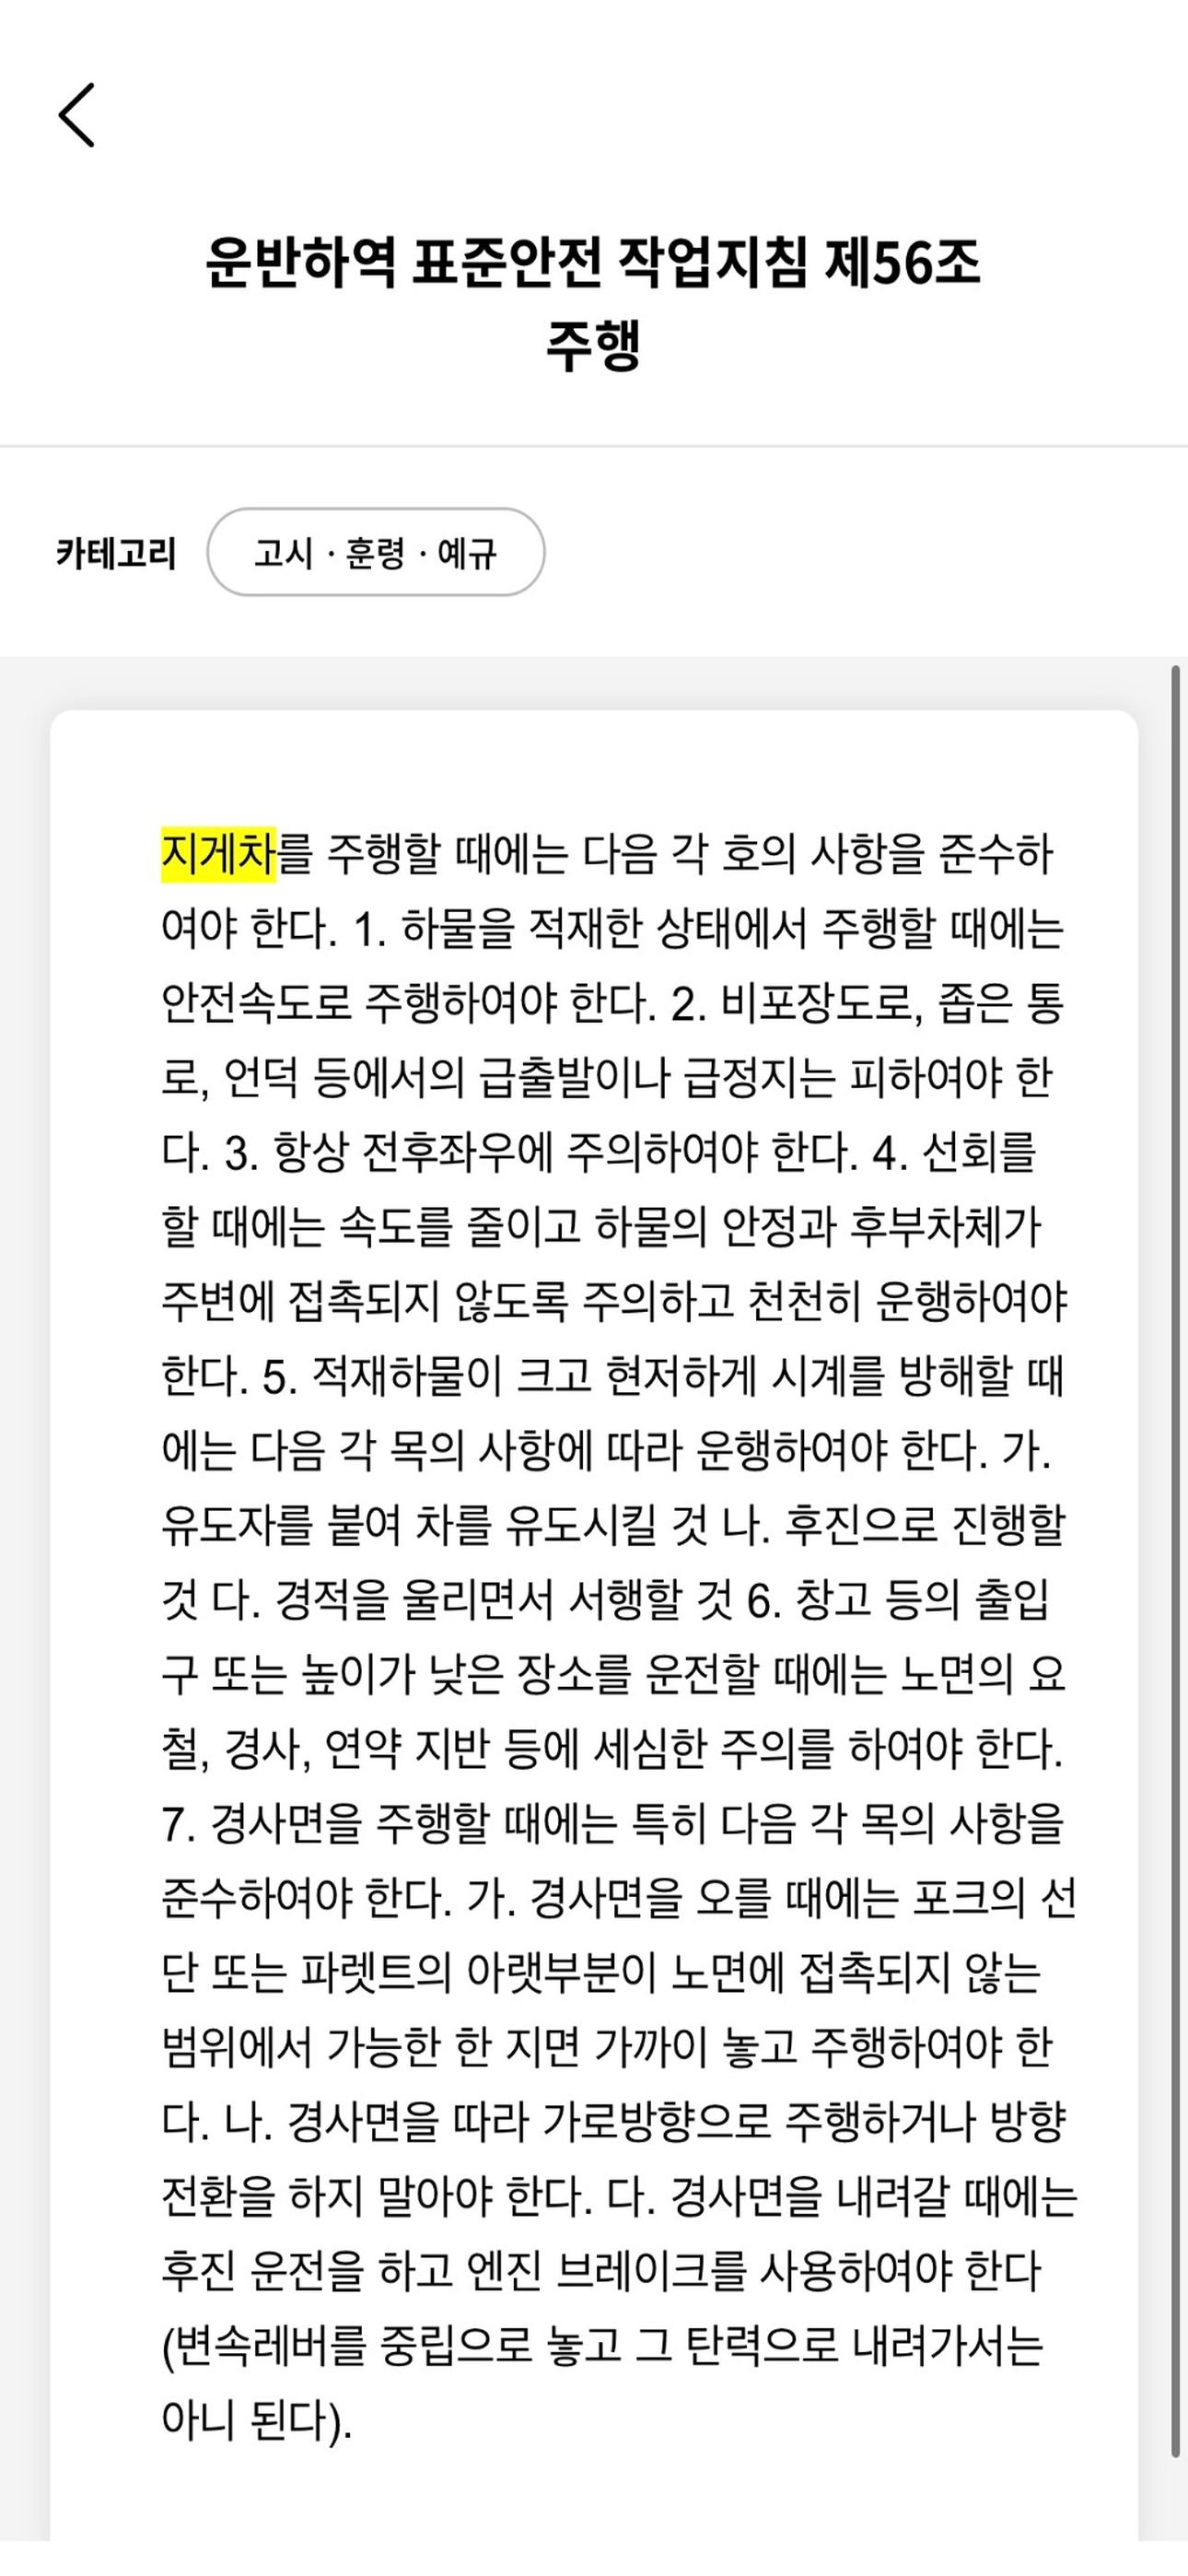 운반하역 표준안전 작업지침 제56조
주행
카테고리 고시 · 훈령 · 예규
지게차를 주행할 때에는 다음 각 호의 사항을 준수하
여야 한다. 1. 하물을 적재한 상태에서 주행할 때에는
안전속도로 주행하여야 한다. 2. 비포장도로, 좁은 통
로, 언덕 등에서의 급출발이나 급정지는 피하여야 한
다. 3. 항상 전후좌우에 주의하여야 한다. 4. 선회를
할 때에는 속도를 줄이고 하물의 안정과 후부차체가
주변에 접촉되지 않도록 주의하고 천천히 운행하여야
한다. 5. 적재하물이 크고 현저하게 시계를 방해할 때
에는 다음 각 목의 사항에 따라 운행하여야 한다. 가.
유도자를 붙여 차를 유도시킬 것 나. 후진으로 진행할
것 다. 경적을 울리면서 서행할 것 6. 창고 등의 출입
구 또는 높이가 낮은 장소를 운전할 때에는 노면의 요
철, 경사, 연약 지반 등에 세심한 주의를 하여야 한다.
7. 경사면을 주행할 때에는 특히 다음 각 목의 사항을
준수하여야 한다. 가. 경사면을 오를 때에는 포크의 선
단 또는 파렛트의 아랫부분이 노면에 접촉되지 않는
범위에서 가능한 한 지면 가까이 놓고 주행하여야 한
다. 나. 경사면을 따라 가로방향으로 주행하거나 방향
전환을 하지 말아야 한다. 다. 경사면을 내려갈 때에는
후진 운전을 하고 엔진 브레이크를 사용하여야 한다
(변속레버를 중립으로 놓고 그 탄력으로 내려가서는
아니 된다).